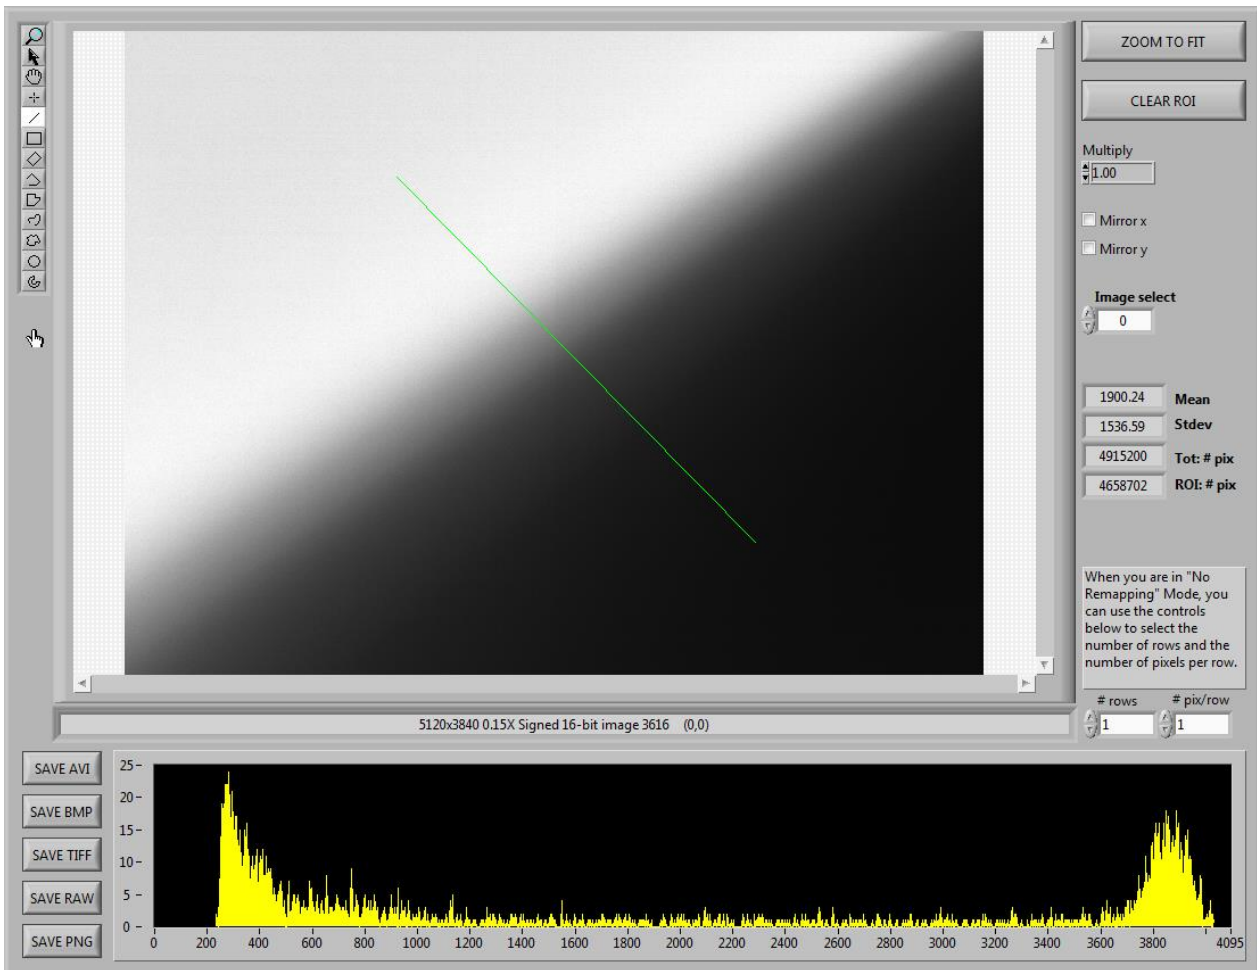 ZOOM TO FIT
CLEAR ROI
Multiply
1.00
Mirror x
Mirror y
Image select
0
1900.24 Mean
1536.59 Stdev
4915200 Tot: # pix
4658702 ROI: # pix
When you are in "No
Remapping" Mode, you
can use the controls
below to select the
number of rows and the
number of pixels per row.
# rows # pix/row
1 1
5120x3840 0.15X Signed 16-bit image 3616 (0,0)
SAVE AVI
SAVE BMP
SAVE TIFF
SAVE RAW
SAVE PNG
25
20
15
10
5
0
0 200 400 600 800 1000 1200 1400 1600 1800 2000 2200 2400 2600 2800 3000 3200 3400 3600 3800 4095